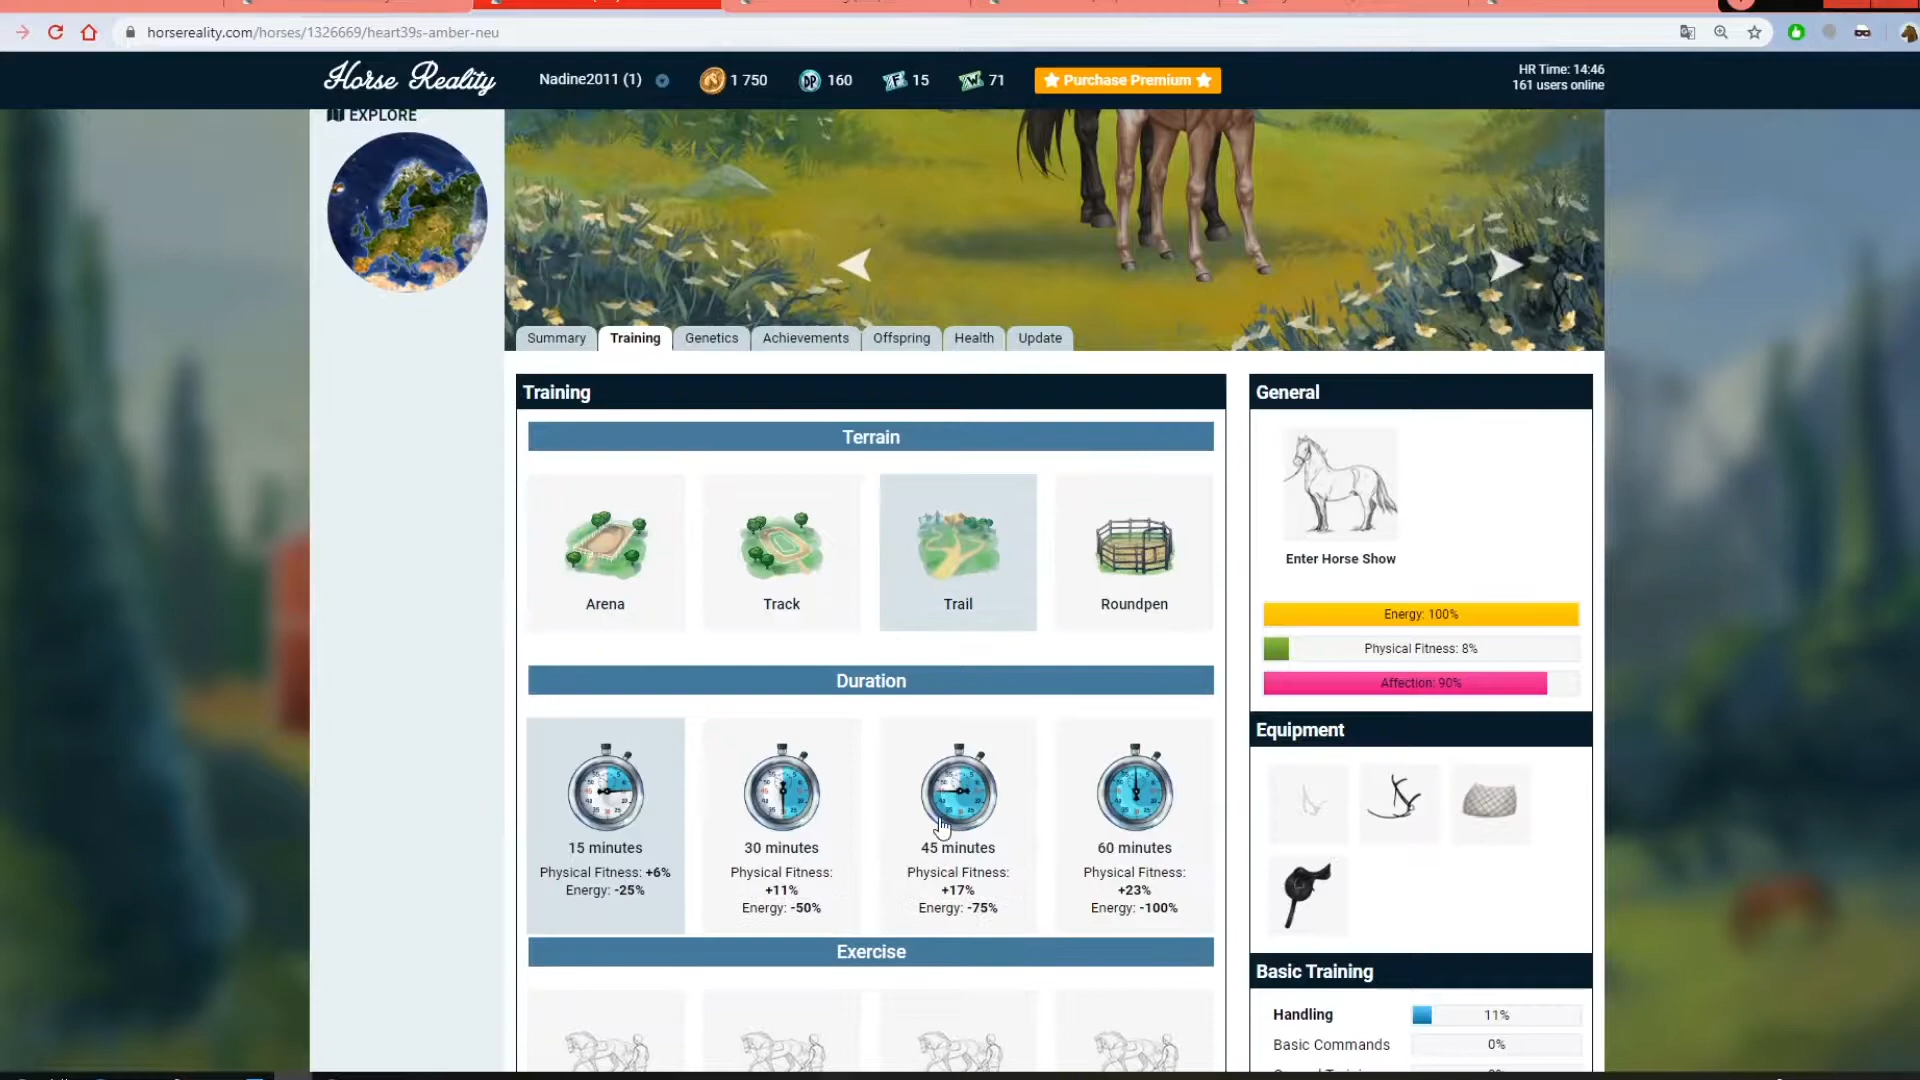 horsereality.com/horses/1326669/heart39s-amber-neu
Horse Reality
Nadine2011 (1)
1 750
DP
160
F
15
W
71
Purchase Premium
HR Time: 14:46
161 users online
EXPLORE
Summary
Training
Genetics
Achievements
Offspring
Health
Update
Training
Terrain
Arena
Track
Trail
Roundpen
Duration
15 minutes
Physical Fitness: +6%
Energy: -25%
30 minutes
Physical Fitness:
+11%
Energy: -50%
45 minutes
Physical Fitness:
+17%
Energy: -75%
60 minutes
Physical Fitness:
+23%
Energy: -100%
Exercise
General
Enter Horse Show
Energy: 100%
Physical Fitness: 8%
Affection: 90%
Equipment
Basic Training
Handling
11%
Basic Commands
0%